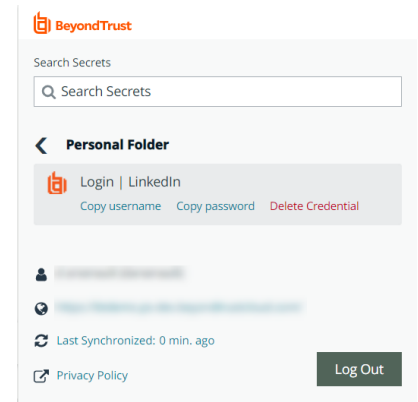 BeyondTrust
Search Secrets
Search Secrets
Personal Folder
Login | LinkedIn
Copy username Copy password Delete Credential
Last Synchronized: 0 min. ago
Privacy Policy
Log Out